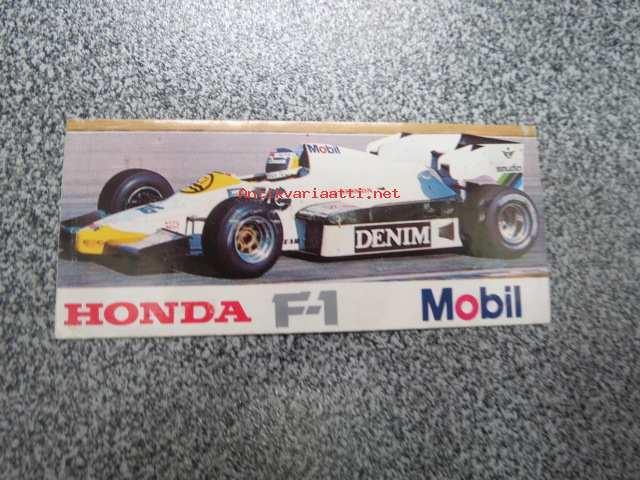 Mobil
Antikvariaatti.net
DENIM
HONDA F-1 Mobil